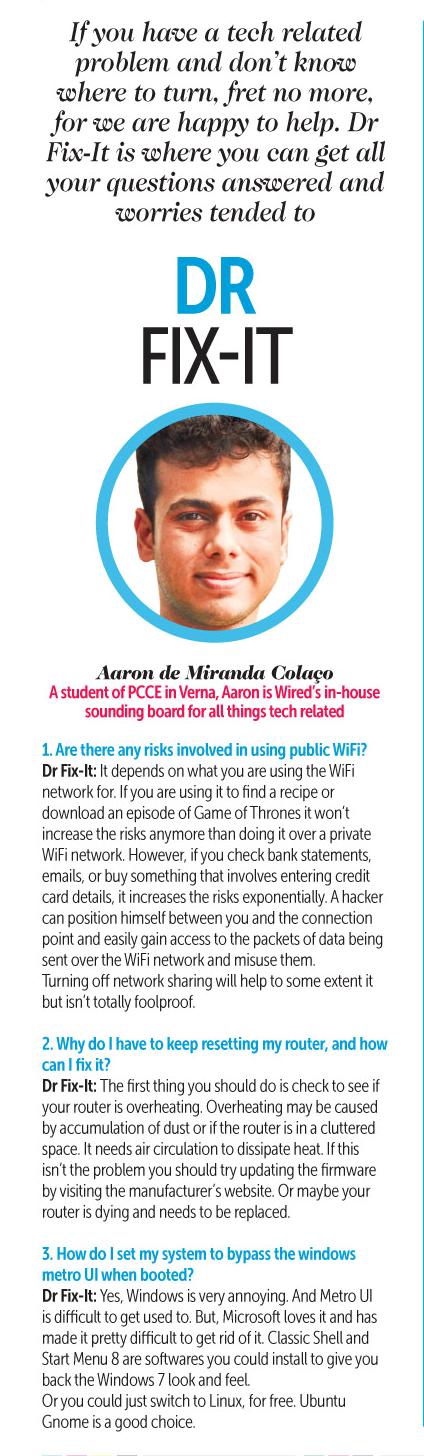 If you have a tech related
problem and don't know
where to turn, fret no more,
for we are happy to help. Dr
Fix-It is where you can get all
your questions answered and
worries tended to
DR
FIX-IT
Aaron de Miranda Colaço
A student of PCCE in Verna, Aaron is Wired's in-house
sounding board for all things tech related
1. Are there any risks involved in using public WiFi?
Dr Fix-It: It depends on what you are using the WiFi
network for. If you are using it to find a recipe or
download an episode of Game of Thrones it won't
increase the risks anymore than doing it over a private
WiFi network. However, if you check bank statements,
emails, or buy something that involves entering credit
card details, it increases the risks exponentially. A hacker
can position himself between you and the connection
point and easily gain access to the packets of data being
sent over the WiFi network and misuse them.
Turning off network sharing will help to some extent it
but isn't totally foolproof.
2. Why do I have to keep resetting my router, and how
can I fix it?
Dr Fix-It: The first thing you should do is check to see if
your router is overheating. Overheating may be caused
by accumulation of dust or if the router is in a cluttered
space. It needs air circulation to dissipate heat. If this
isn't the problem you should try updating the firmware
by visiting the manufacturer's website. Or maybe your
router is dying and needs to be replaced.
3. How do I set my system to bypass the windows
metro UI when booted?
Dr Fix-It: Yes, Windows is very annoying. And Metro UI
is difficult to get used to. But, Microsoft loves it and has
made it pretty difficult to get rid of it. Classic Shell and
Start Menu 8 are softwares you could install to give you
back the Windows 7 look and feel.
Or you could just switch to Linux, for free. Ubuntu
Gnome is a good choice.